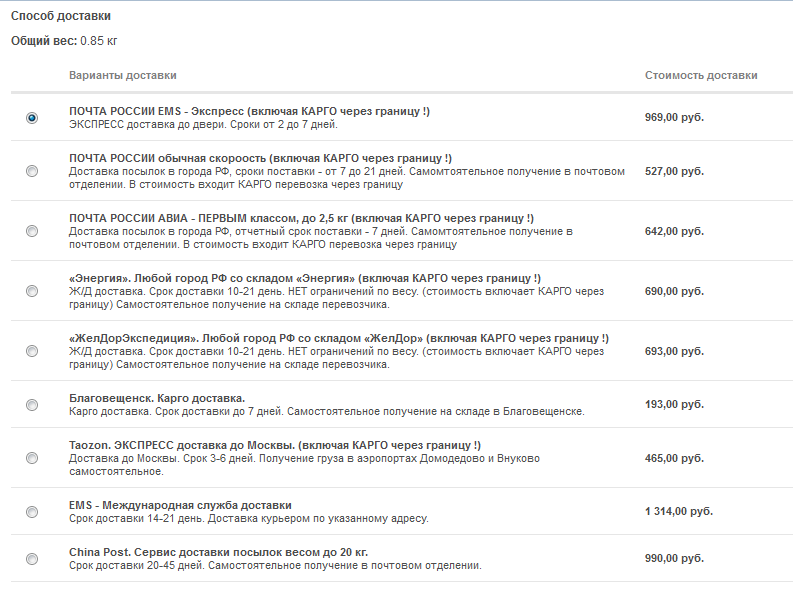 Способ доставки
Общий вес: 0.85 кг
Варианты доставки Стоимость доставки
ПОЧТА РОССИИ EMS - Экспресс (включая КАРГО через границу !)
ЭКСПРЕСС доставка до двери. Сроки от 2 до 7 дней.
969,00 руб.
ПОЧТА РОССИИ обычная скороость (включая КАРГО через границу !)
Доставка посылок в города РФ, сроки поставки - от 7 до 21 дней. Самомтоятельное получение в почтовом
отделении. В стоимость входит КАРГО перевозка через границу
527,00 руб.
ПОЧТА РОССИИ АВИА - ПЕРВЫМ классом, до 2,5 кг (включая КАРГО через границу !)
Доставка посылок в города РФ, отчетный срок поставки - 7 дней. Самомтоятельное получение в
почтовом отделении. В стоимость входит КАРГО перевозка через границу
642,00 руб.
«Энергия». Любой город РФ со складом «Энергия» (включая КАРГО через границу !)
Ж/Д доставка. Срок доставки 10-21 день. НЕТ ограничений по весу. (стоимость включает КАРГО через
границу) Самостоятельное получение на складе перевозчика.
690,00 руб.
«ЖелДорЭкспедиция». Любой город РФ со складом «ЖелДор» (включая КАРГО через границу !)
Ж/Д доставка. Срок доставки 10-21 день. НЕТ ограничений по весу. (стоимость включает КАРГО через
границу) Самостоятельное получение на складе перевозчика.
693,00 руб.
Благовещенск. Карго доставка.
Карго доставка. Срок доставки до 7 дней. Самостоятельное получение на складе в Благовещенске.
193,00 руб.
Taozon. ЭКСПРЕСС доставка до Москвы. (включая КАРГО через границу !)
Доставка до Москвы. Срок 3-6 дней. Получение груза в аэропортах Домодедово и Внуково
самостоятельное.
465,00 руб.
EMS - Международная служба доставки
Срок доставки 14-21 день. Доставка курьером по указанному адресу.
1 314,00 руб.
China Post. Сервис доставки посылок весом до 20 кг.
Срок доставки 20-45 дней. Самостоятельное получение в почтовом отделении.
990,00 руб.